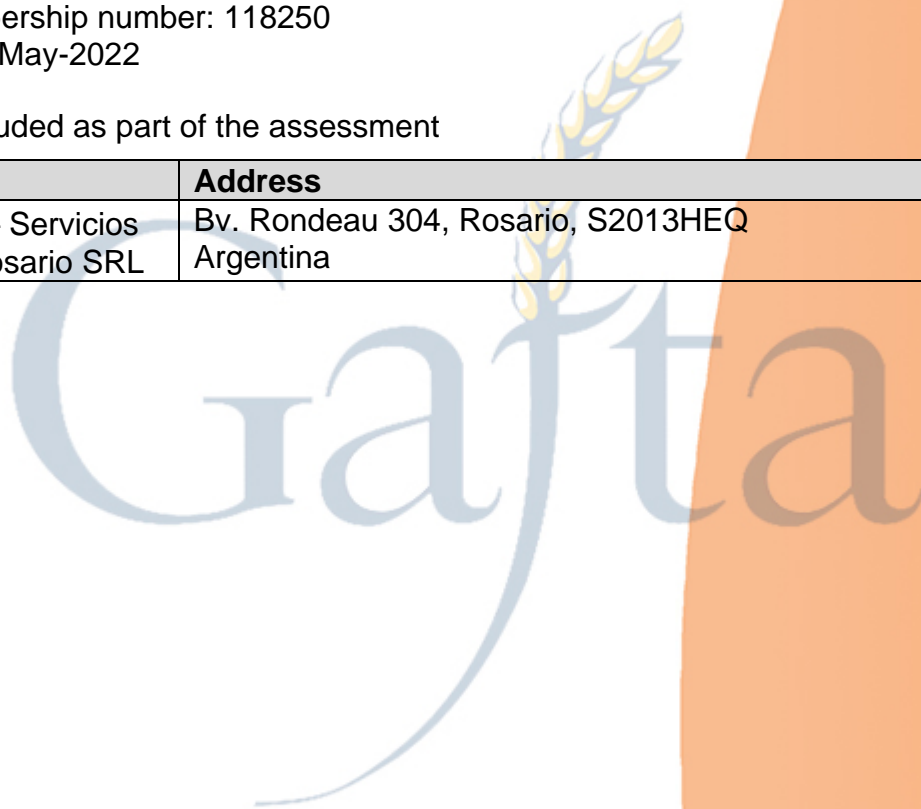 ership number: 118250
May-2022
uded as part of the assessment
Address
Servicios
Bv. Rondeau 304, Rosario, S2013HEQ
osario SRL
Argentina
Gafta